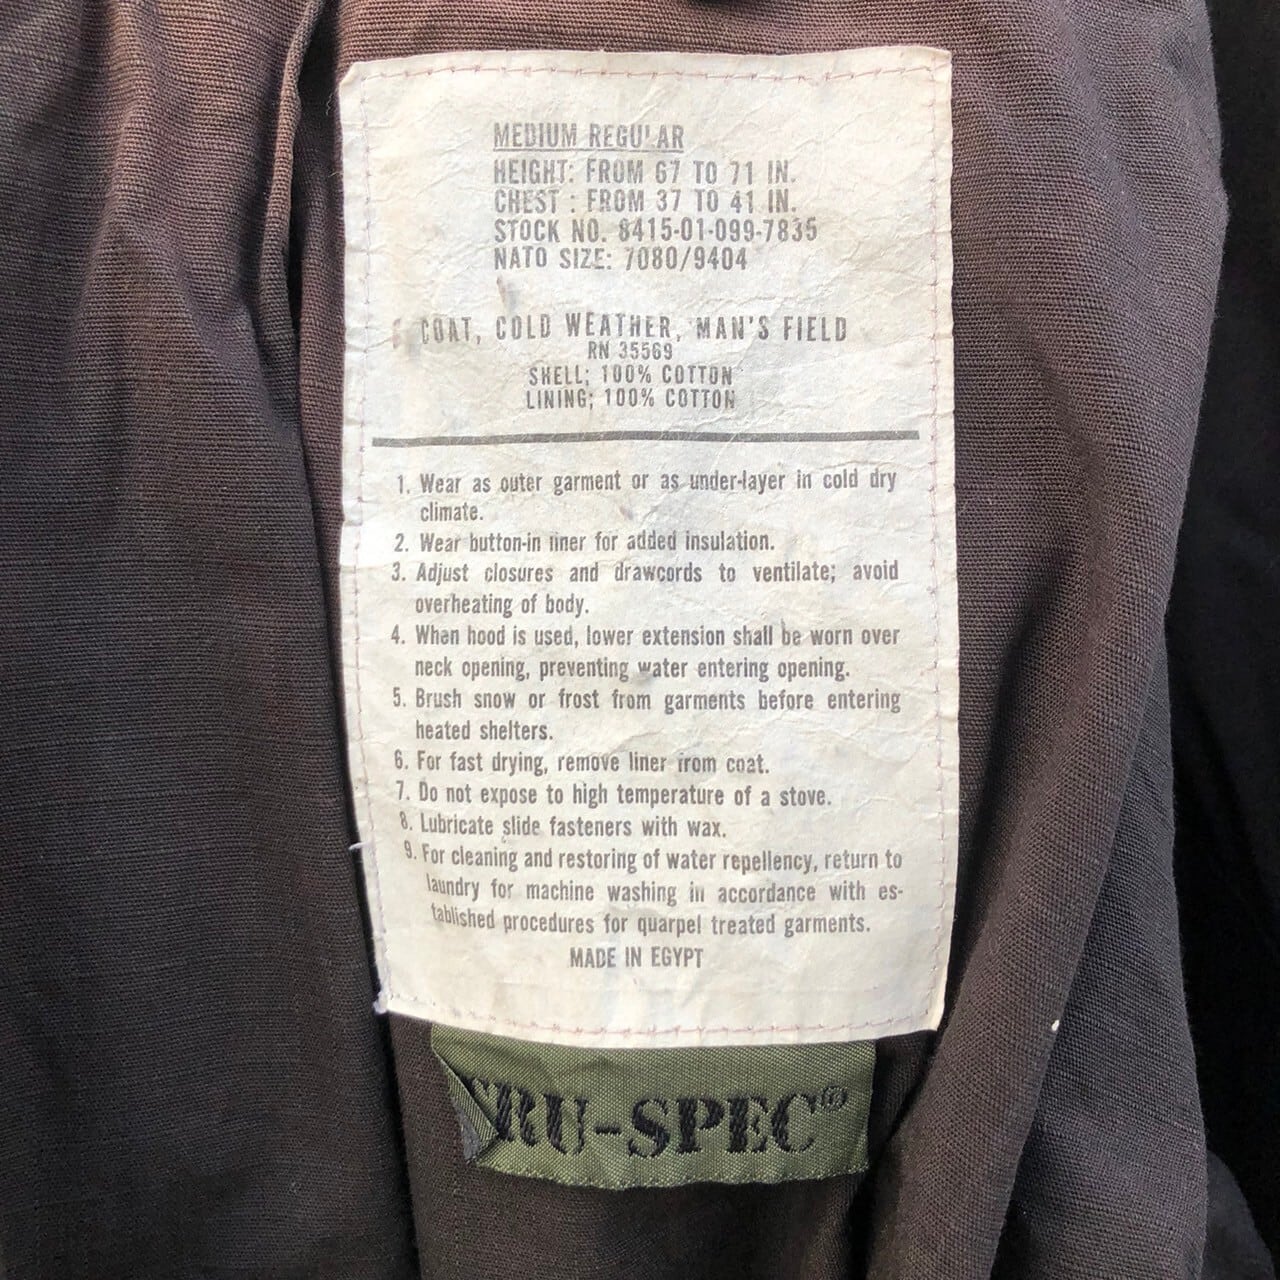 MEDIUM REGULAR
HEIGHT: FROM 67 TO 71 IN.
CHEST : FROM 37 TO 41 IN.
STOCK NO. 8415-01-099-7835
NATO SIZE: 7080/9404
COAT, COLD WEATHER, MAN'S FIELD
RN 35569
SHELL; 100% COTTON
LINING; 100% COTTON
1. Wear as outer garment or as under-layer in cold dry
climate.
2. Wear button-in liner for added insulation.
3. Adjust closures and drawcords to ventilate; avoid
overheating of body.
4. When hood is used, lower extension shall be worn over
neck opening, preventing water entering opening.
5. Brush snow or frost from garments before entering
heated shelters.
6. For fast drying, remove liner from coat.
7. Do not expose to high temperature of a stove.
8. Lubricate slide fasteners with wax.
9. For cleaning and restoring of water repellency, return to
laundry for machine washing in accordance with es-
tablished procedures for quarpel treated garments.
MADE IN EGYPT
TRU-SPEC®